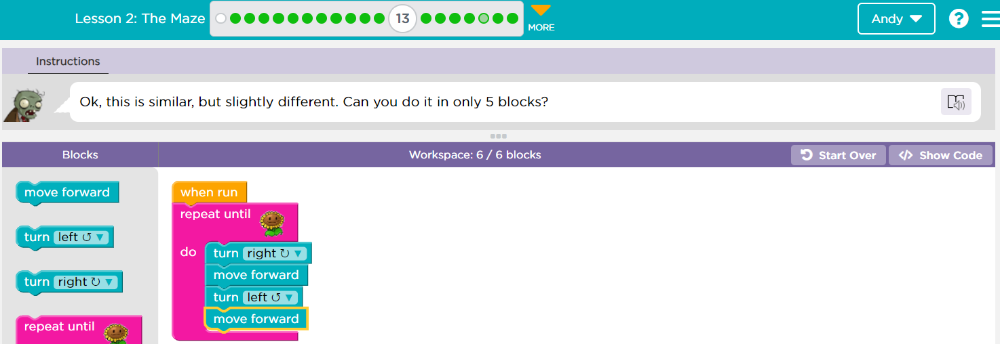 Lesson 2: The Maze 13 MORE Andy ?
Instructions
Ok, this is similar, but slightly different. Can you do it in only 5 blocks?
Blocks Workspace: 6 / 6 blocks Start Over </> Show Code
move forward
turn left ↺ ▼
turn right ↻ ▼
repeat until
when run
repeat until
do turn right ↻ ▼
move forward
turn left ↺ ▼
move forward